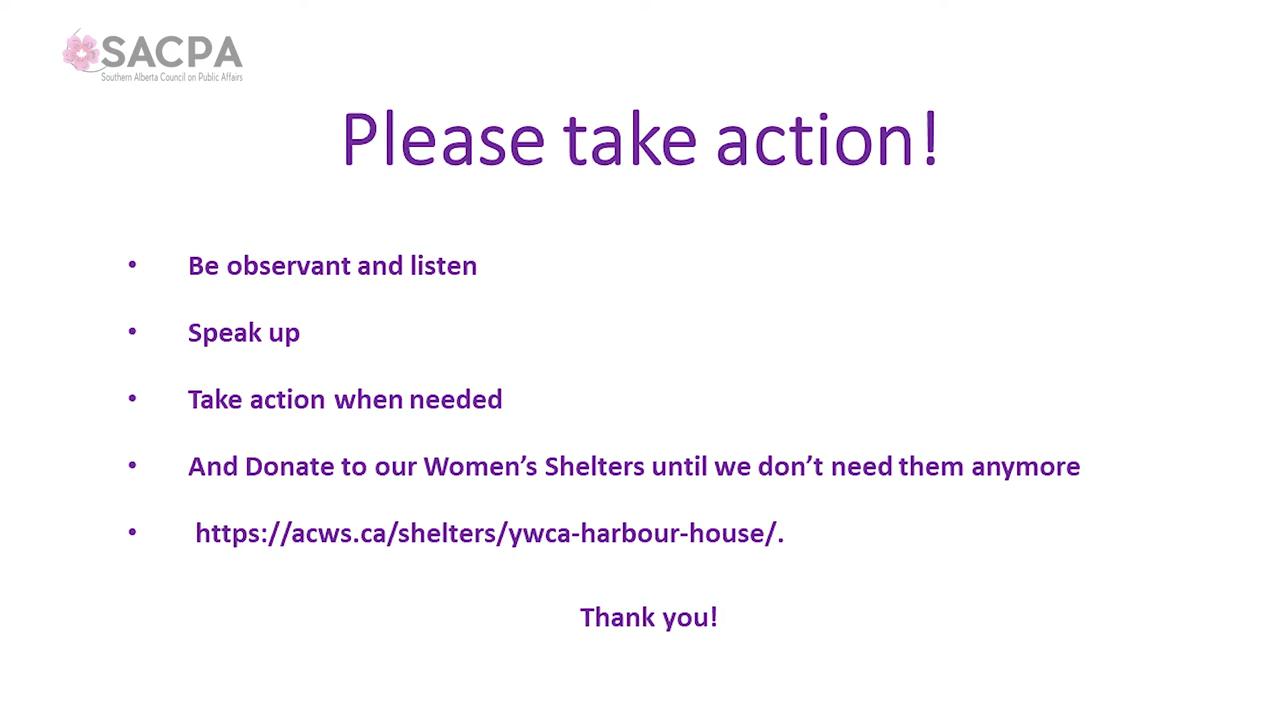 SACPA
Southern Alberta Council on Public Affairs
Please take action!
• Be observant and listen
• Speak up
• Take action when needed
• And Donate to our Women’s Shelters until we don’t need them anymore
• https://acws.ca/shelters/ywca-harbour-house/.
Thank you!